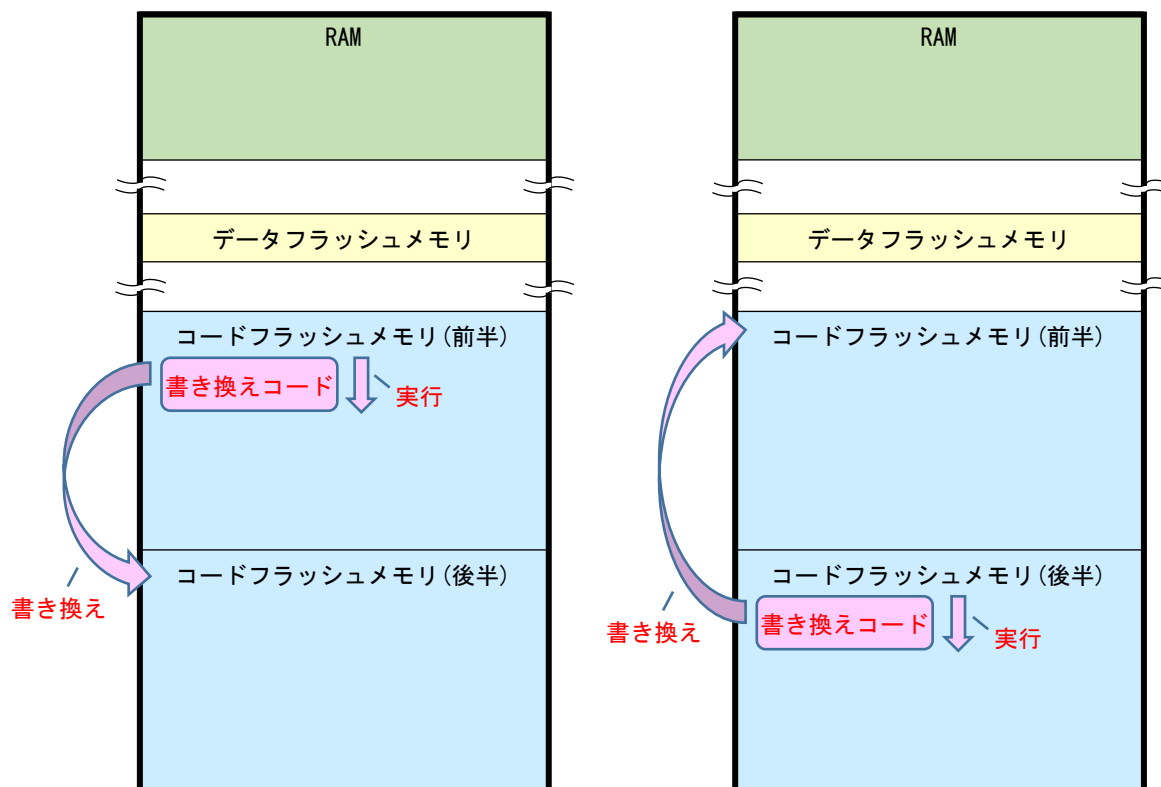 RAM
データフラッシュメモリ
コードフラッシュメモリ(前半)
書き換えコード
実行
コードフラッシュメモリ(後半)
書き換え
RAM
データフラッシュメモリ
コードフラッシュメモリ(前半)
コードフラッシュメモリ(後半)
書き換えコード
書き換え
実行